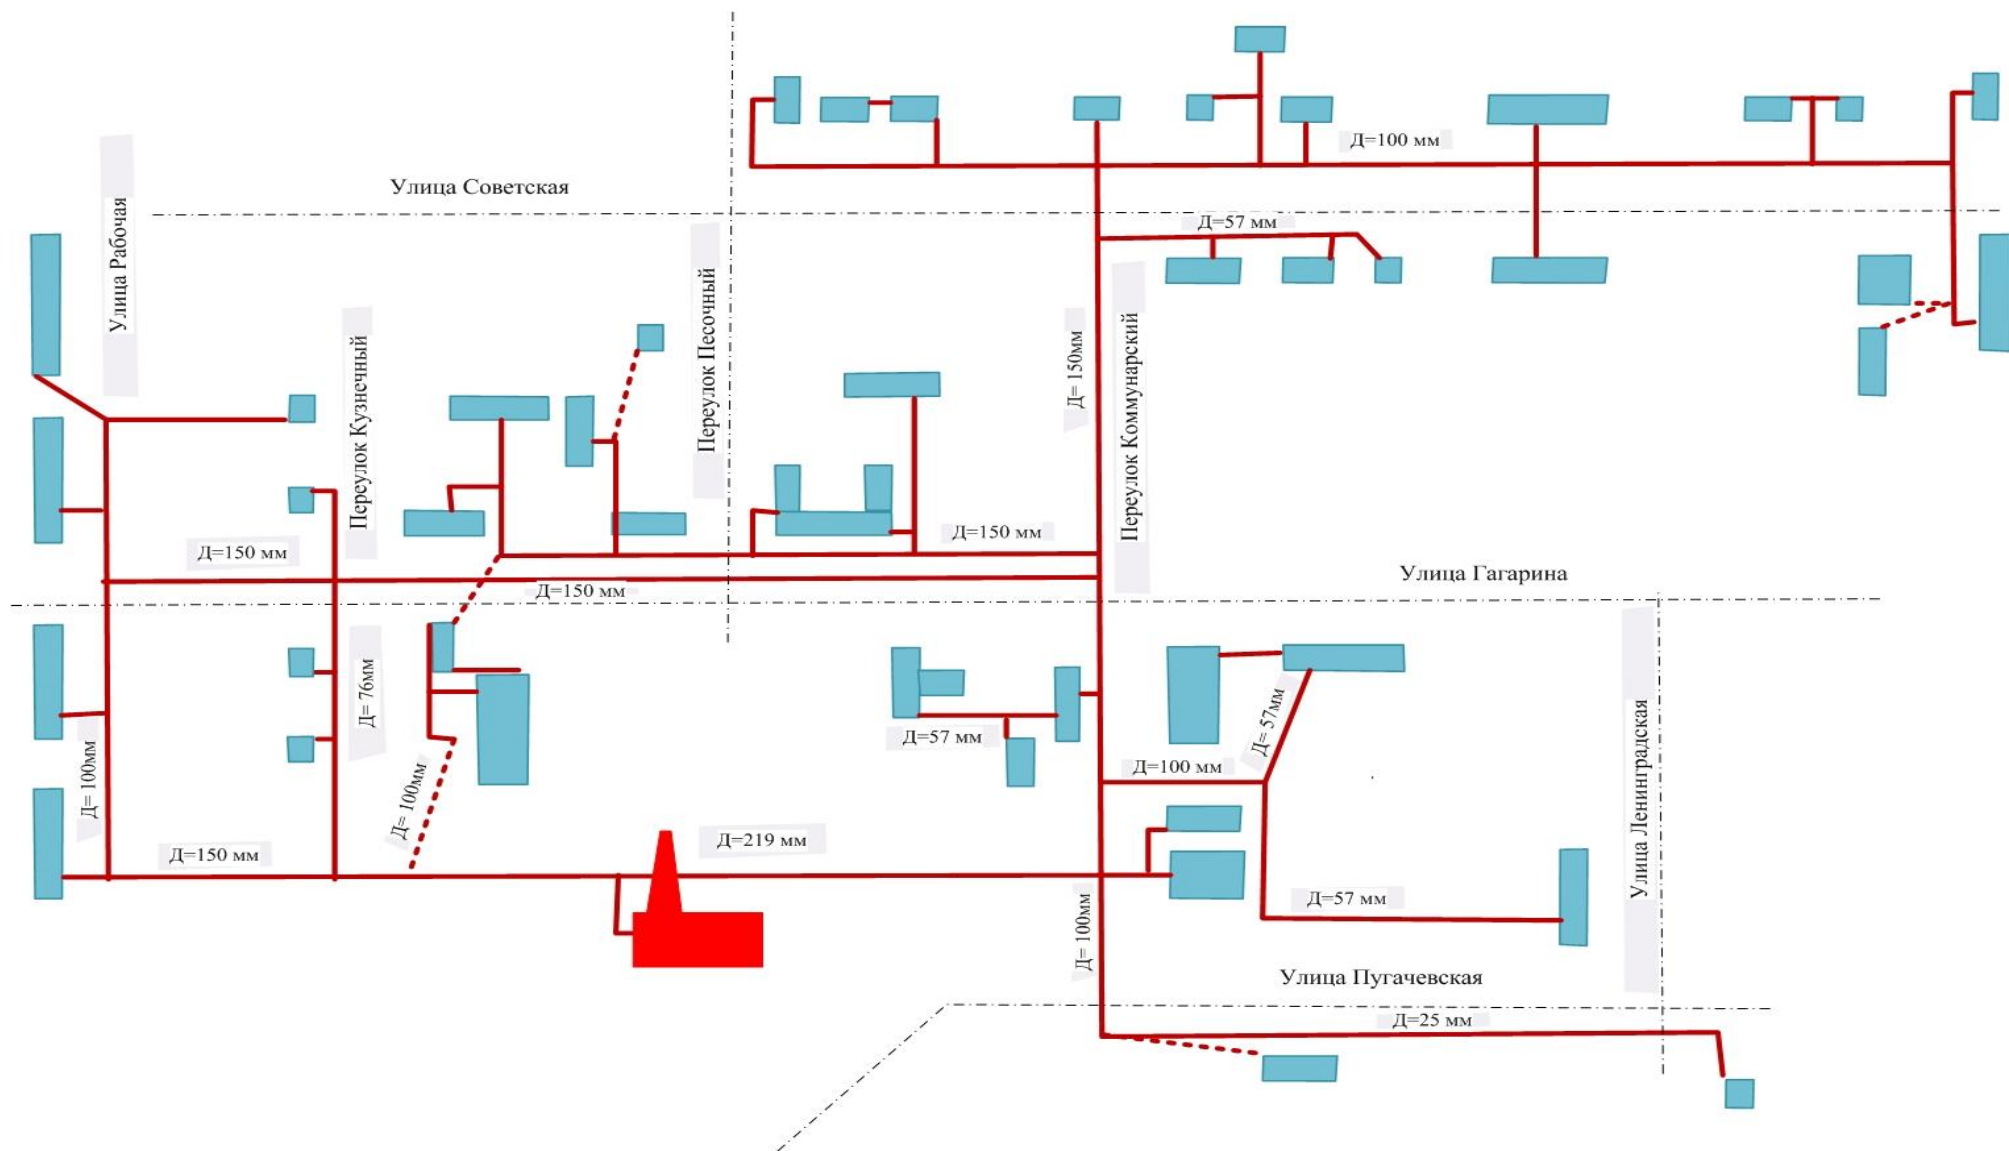 Д=100 мм
Улица Советская
Улица Рабочая
Д=57 мм
Переулок Песочный
Переулок Кузнечный
Д= 150мм
Переулок Коммунарский
Д=150 мм
Д=150 мм
Д=150 мм
Улица Гагарина
Д= 76мм
Д=57 мм
Д= 57мм
Д=100 мм
Улица Ленинградская
Д= 100мм
Д= 100мм
Д=219 мм
Д=150 мм
Д=57 мм
Д= 100мм
Улица Пугачевская
Д=25 мм